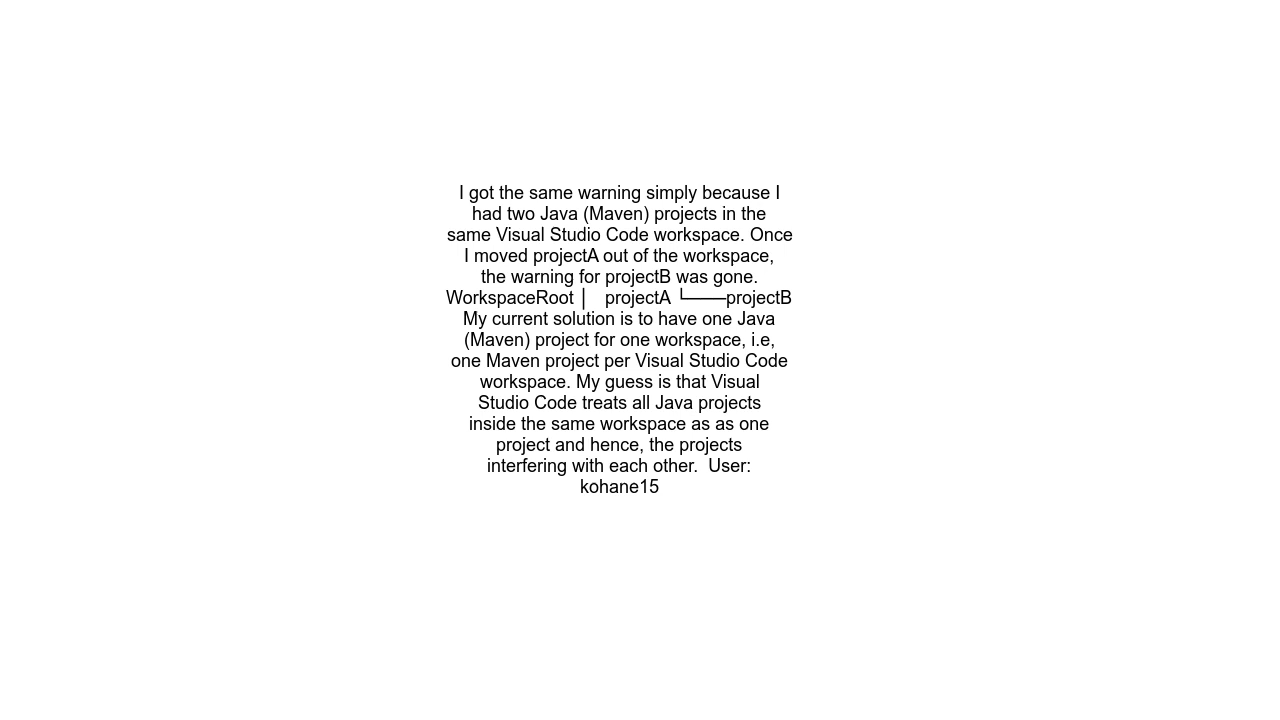 I got the same warning simply because I
had two Java (Maven) projects in the
same Visual Studio Code workspace. Once
I moved projectA out of the workspace,
the warning for projectB was gone.
WorkspaceRoot │   projectA └───projectB
My current solution is to have one Java
(Maven) project for one workspace, i.e,
one Maven project per Visual Studio Code
workspace. My guess is that Visual
Studio Code treats all Java projects
inside the same workspace as as one
project and hence, the projects
interfering with each other.  User:
kohane15